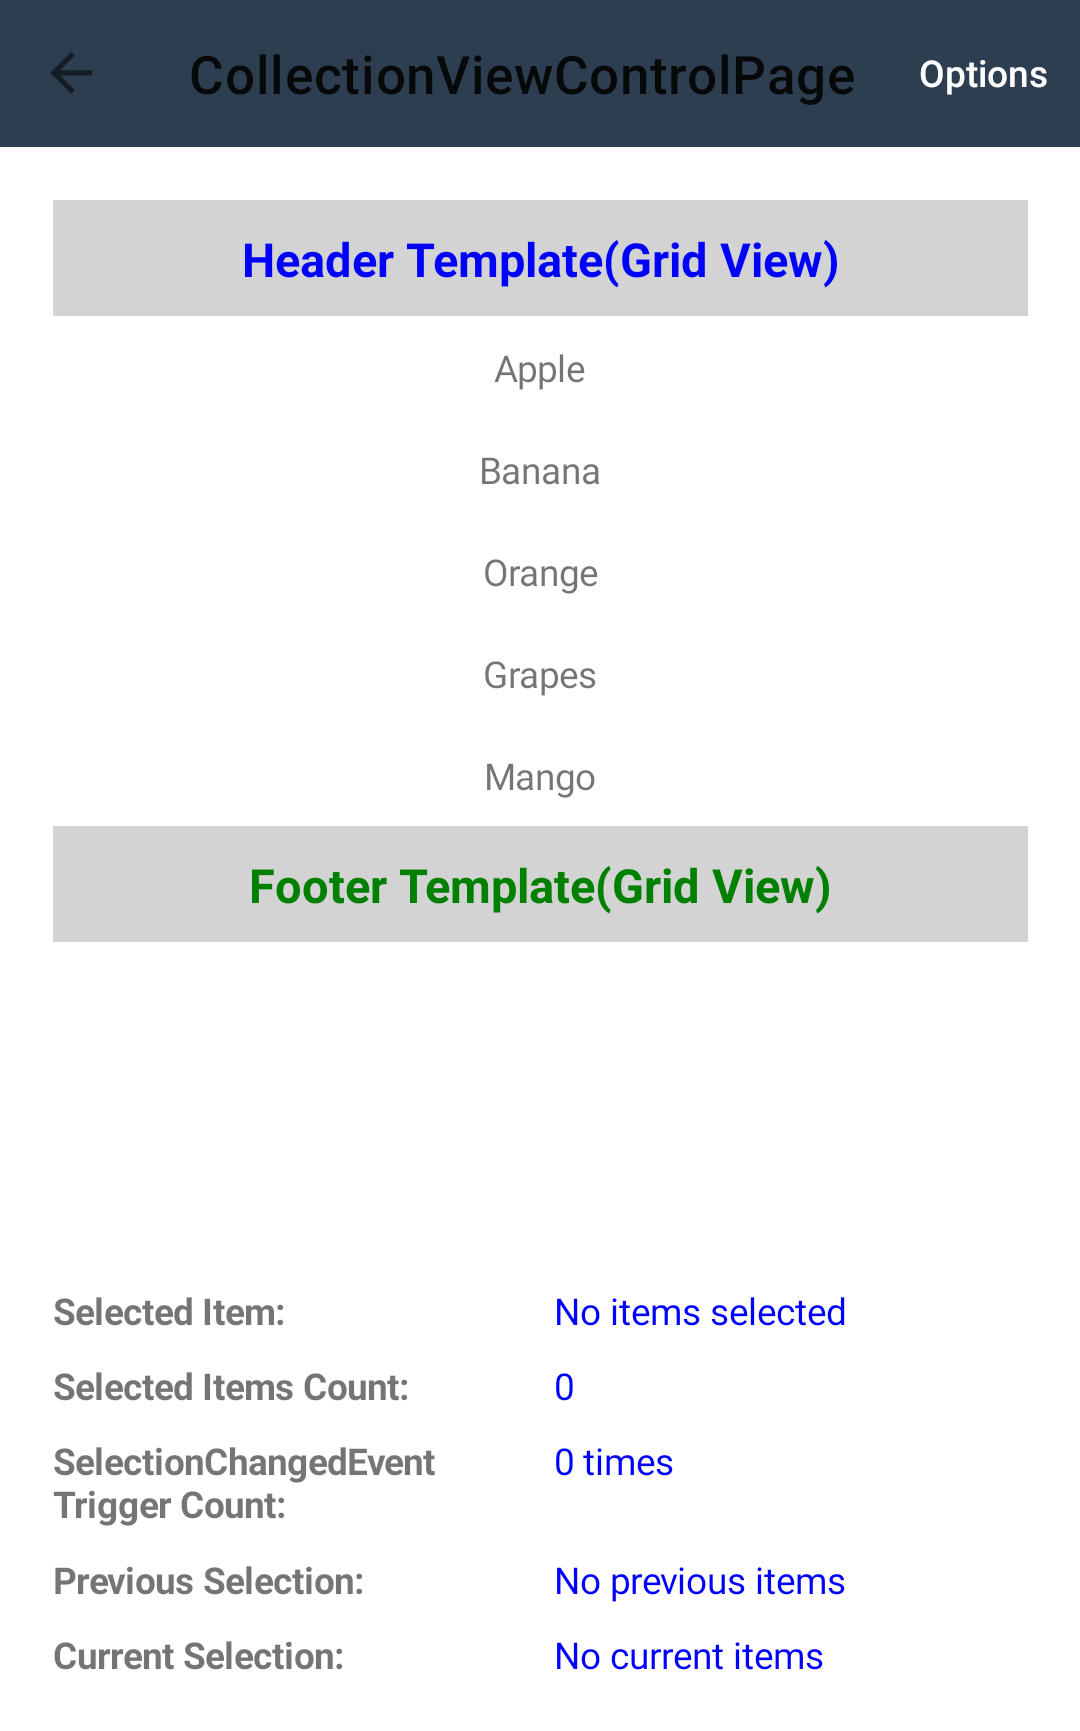 CollectionViewControlPage Options
Header Template(Grid View)
Apple
Banana
Orange
Grapes
Mango
Footer Template(Grid View)
Selected Item: No items selected
Selected Items Count: 0
SelectionChangedEvent 0 times
Trigger Count:
Previous Selection: No previous items
Current Selection: No current items